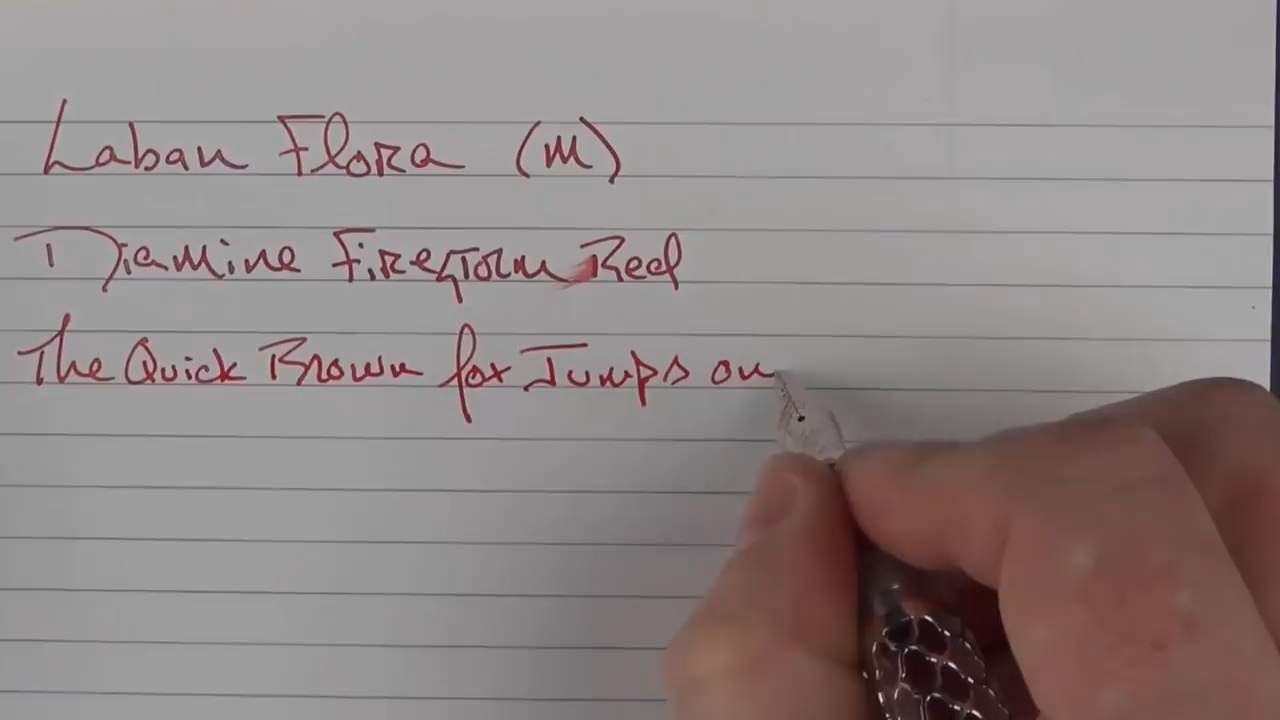 Laban Flora (M)
Diamine Firestorm Red
The Quick Brown fox Jumps ov